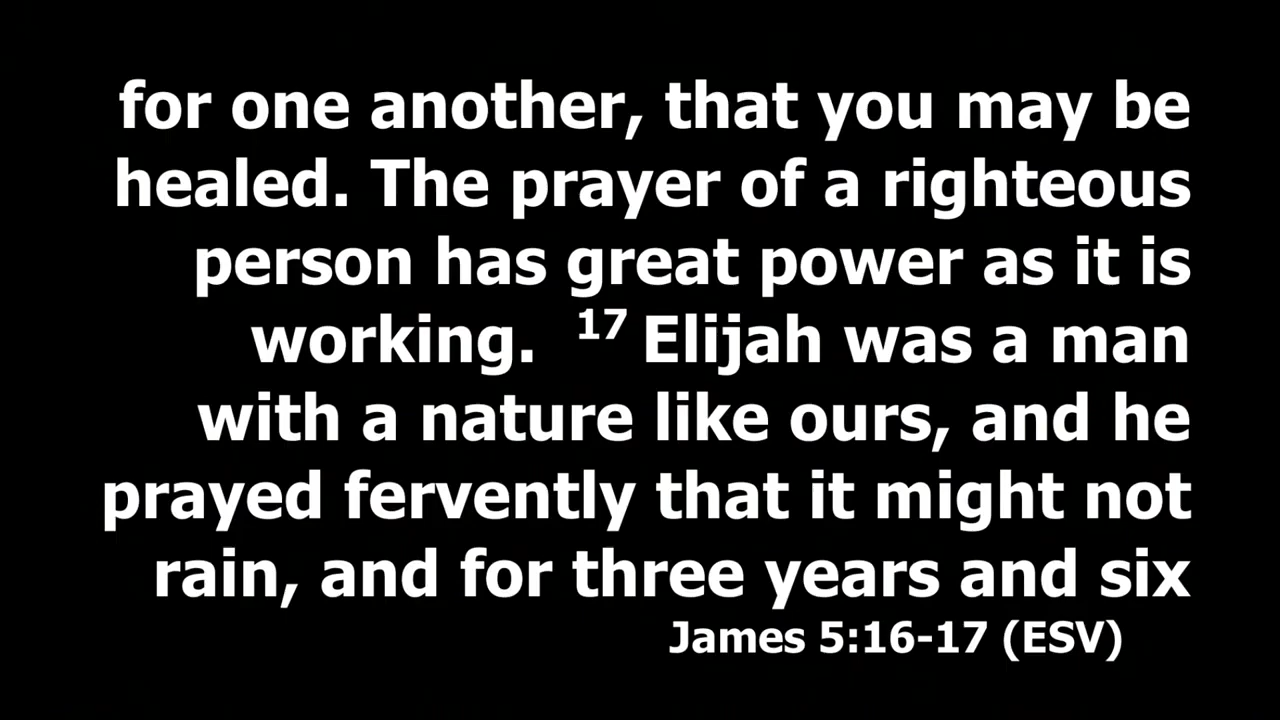 for one another, that you may be
healed. The prayer of a righteous
person has great power as it is
working. 17 Elijah was a man
with a nature like ours, and he
prayed fervently that it might not
rain, and for three years and six
James 5:16-17 (ESV)